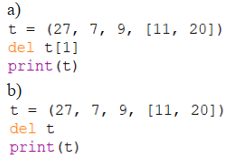 a)
t = (27, 7, 9, [11, 20])
del t[1]
print(t)
b)
t = (27, 7, 9, [11, 20])
del t
print(t)